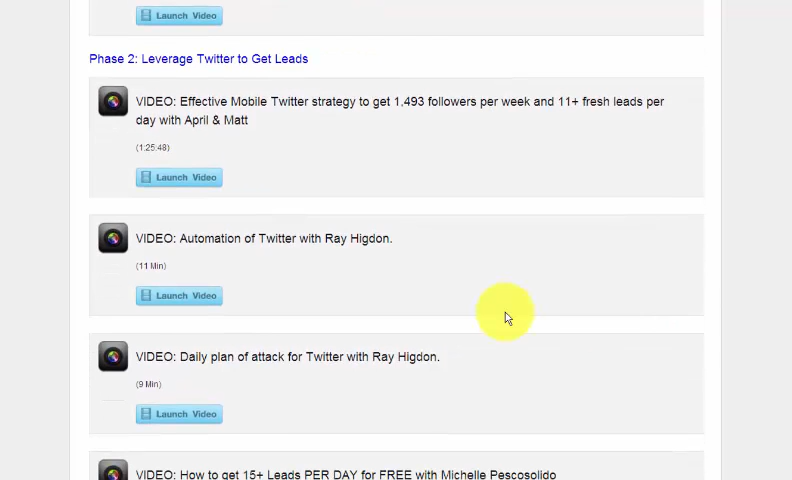 Launch Video
Phase 2: Leverage Twitter to Get Leads
VIDEO: Effective Mobile Twitter strategy to get 1,493 followers per week and 11+ fresh leads per
day with April & Matt
(1:25:48)
Launch Video
VIDEO: Automation of Twitter with Ray Higdon.
(11 Min)
Launch Video
VIDEO: Daily plan of attack for Twitter with Ray Higdon.
(9 Min)
Launch Video
VIDEO: How to get 15+ Leads PER DAY for FREE with Michelle Pescosolido